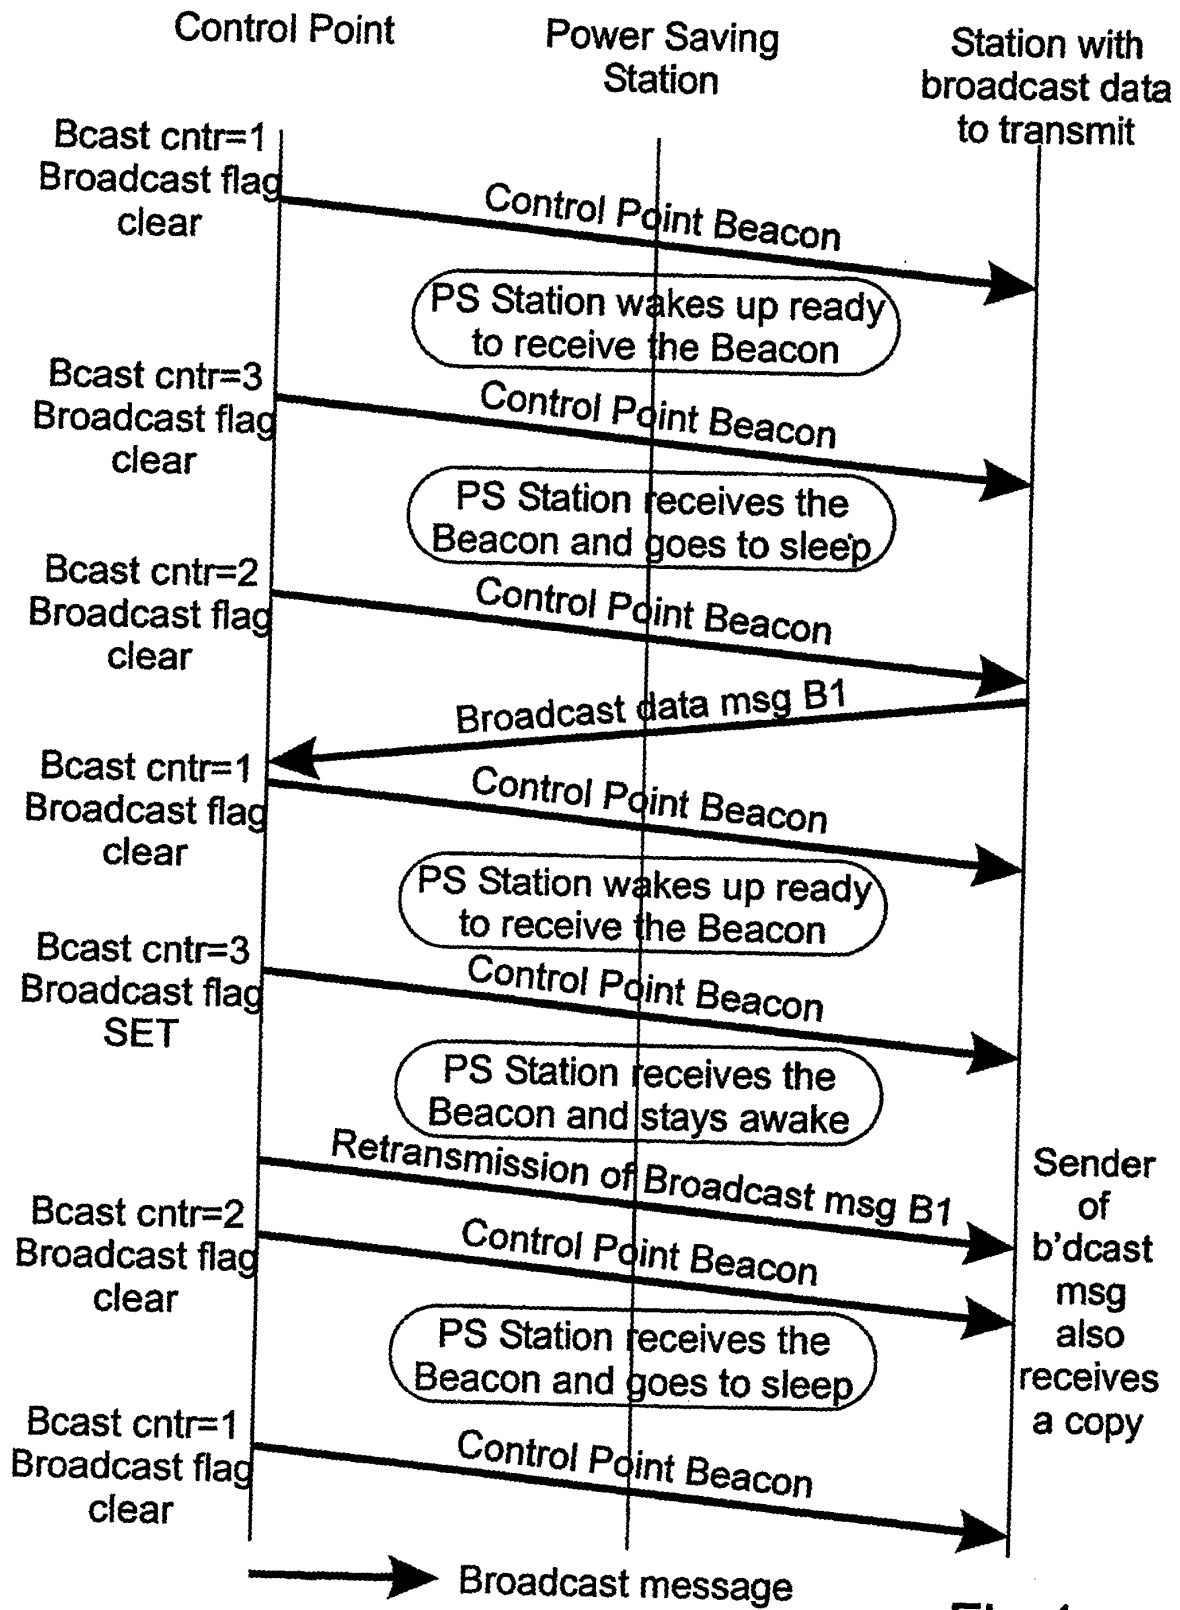 Control Point
Power Saving
Station
Station with
broadcast data
to transmit
Bcast cntr=1
Broadcast flag
clear
Control Point Beacon
PS Station wakes up ready
to receive the Beacon
Bcast cntr=3
Broadcast flag
clear
Control Point Beacon
PS Station receives the
Beacon and goes to sleep
Bcast cntr=2
Broadcast flag
clear
Control Point Beacon
Broadcast data msg B1
Bcast cntr=1
Broadcast flag
clear
Control Point Beacon
PS Station wakes up ready
to receive the Beacon
Bcast cntr=3
Broadcast flag
SET
Control Point Beacon
PS Station receives the
Beacon and stays awake
Retransmission of Broadcast msg B1
Sender
of
b'dcast
msg
also
receives
a copy
Bcast cntr=2
Broadcast flag
clear
Control Point Beacon
PS Station receives the
Beacon and goes to sleep
Bcast cntr=1
Broadcast flag
clear
Control Point Beacon
Broadcast message